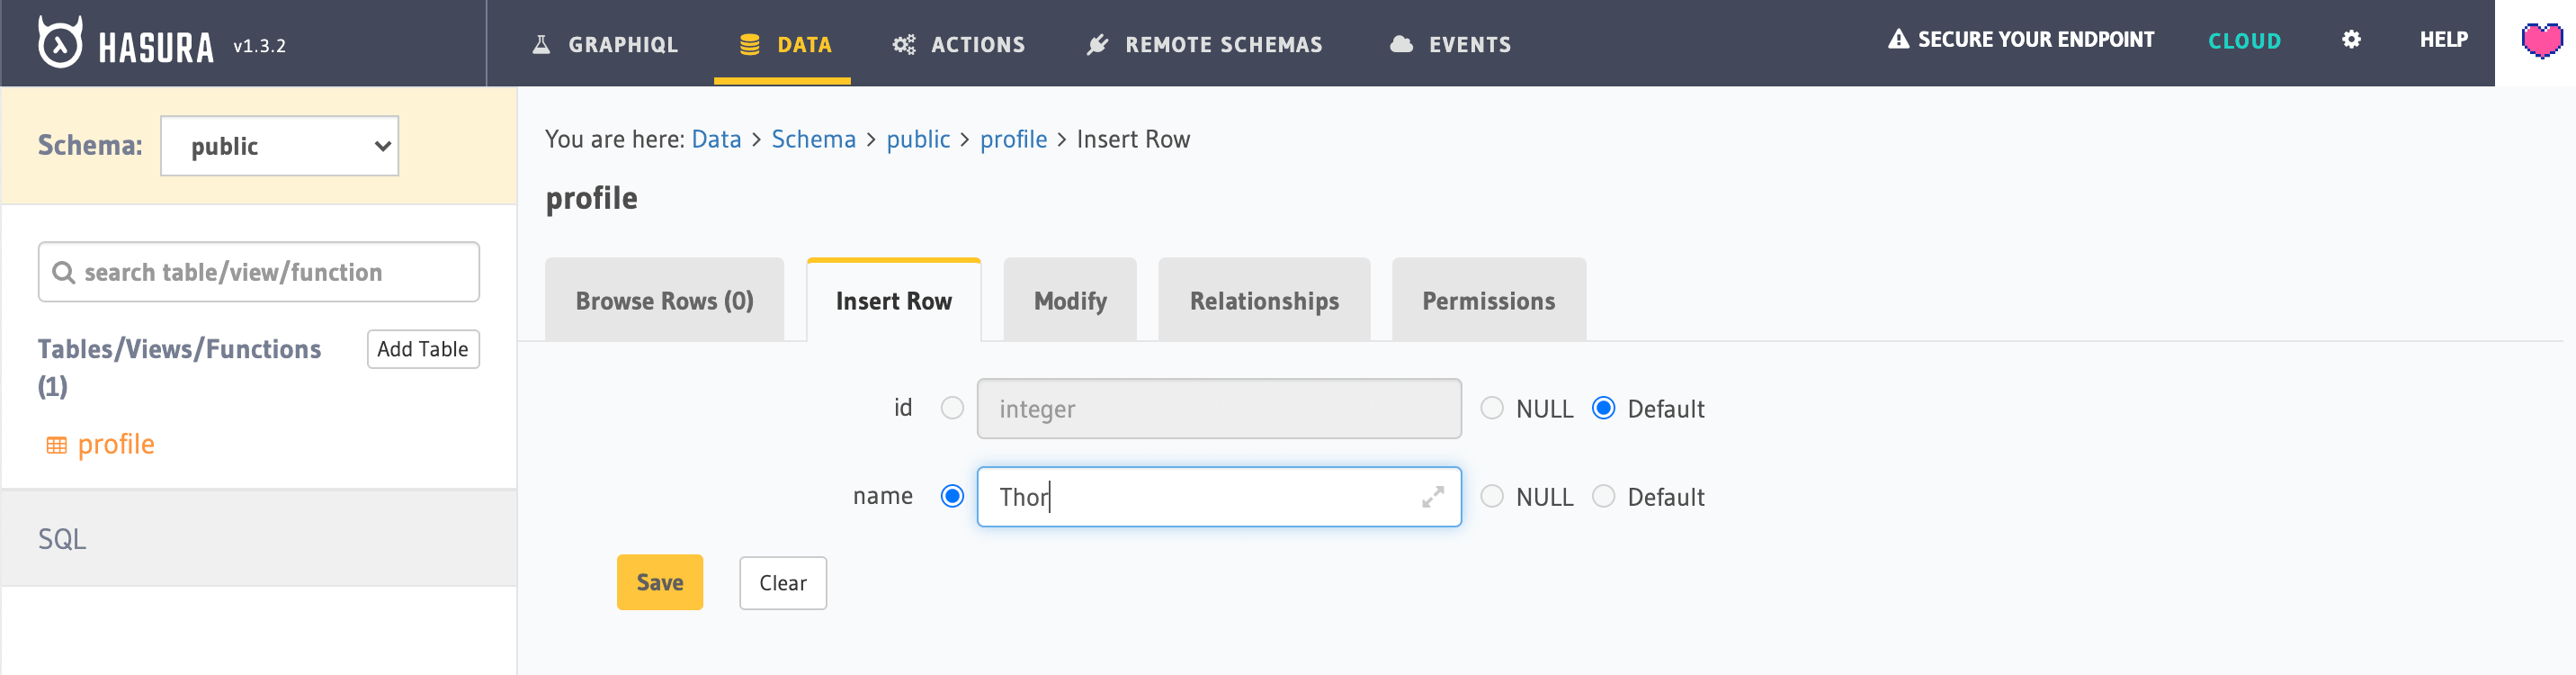 HASURA v1.3.2 GRAPHIQL DATA ACTIONS REMOTE SCHEMAS EVENTS SECURE YOUR ENDPOINT CLOUD HELP
Schema: public
search table/view/function
Tables/Views/Functions (1)
Add Table
profile
SQL
You are here: Data > Schema > public > profile > Insert Row
profile
Browse Rows (0) Insert Row Modify Relationships Permissions
id integer NULL Default
name Thor NULL Default
Save Clear